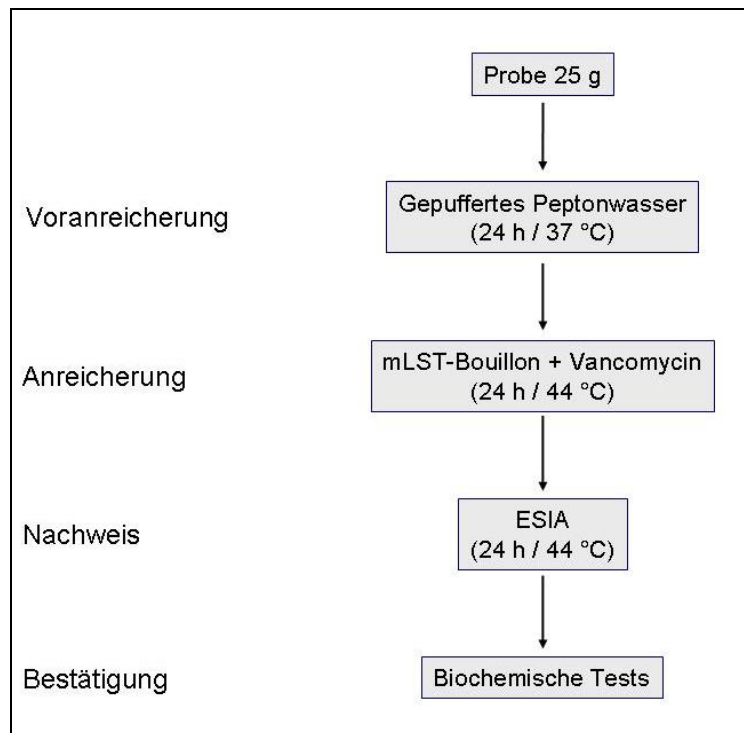 Probe 25 g
Voranreicherung
Gepuffertes Peptonwasser
(24 h / 37 °C)
Anreicherung
mLST-Bouillon + Vancomycin
(24 h / 44 °C)
Nachweis
ESIA
(24 h / 44 °C)
Bestätigung
Biochemische Tests